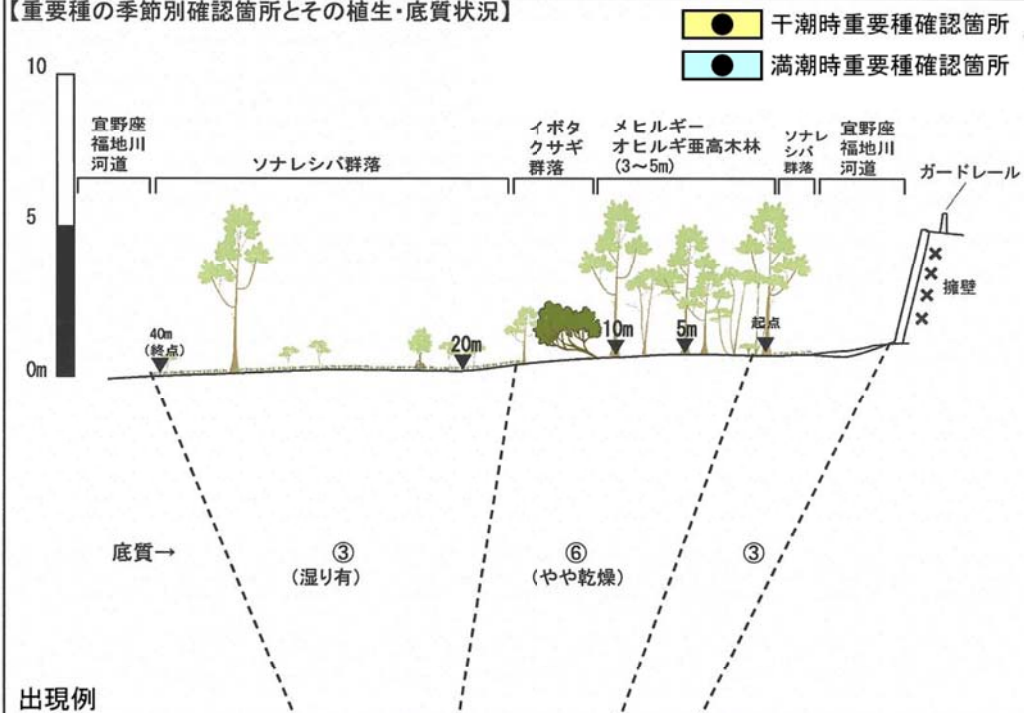 【重要種の季節別確認箇所とその植生・底質状況】
干潮時重要種確認箇所
満潮時重要種確認箇所
10
5
0m
宜野座
福地川
河道
ソナレシバ群落
イボタ
クサギ
群落
メヒルギー
オヒルギ亜高木林
(3～5m)
ソナレ
シバ
群落
宜野座
福地川
河道
ガードレール
擁壁
40m
(終点)
20m
10m
5m
起点
底質→
③
(湿り有)
⑥
(やや乾燥)
③
出現例